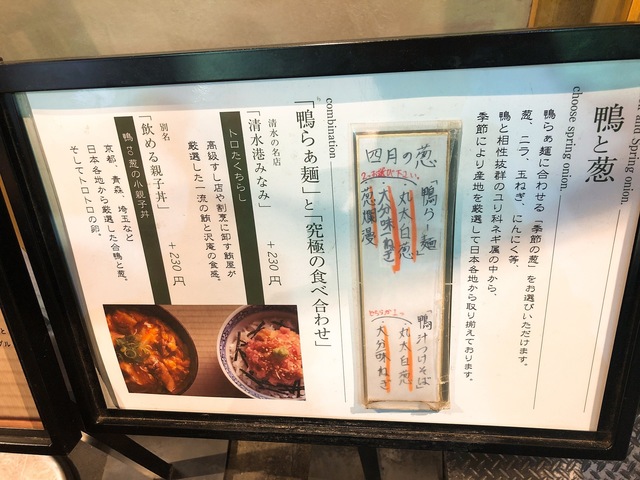 鴨と葱
choose spring onion.
鴨らぁ麺に合わせる「季節の葱」をお選びいただけます。
葱、ニラ、玉ねぎ、にんにく等、
鴨と相性抜群のユリ科ネギ属の中から、
季節により産地を厳選して日本各地から取り揃えております。
四月の葱
「鴨らー麺」
丸太白葱
大分味一ねぎ
葱爛漫
「鴨汁つけそば」
丸太白葱
大分味一ねぎ
combination
「鴨らぁ麺」と「究極の食べ合わせ」
清水の名店
「清水港みなみ」
+230円
トロたくちらし
高級すし店や割烹に卸す鮪屋が
厳選した一流の鮪と沢庵の食感。
別名
「飲める親子丼」
+230円
鴨to葱の小親子丼
京都、青森、埼玉など
日本各地から厳選した合鴨と葱。
そしてトロトロの卵。